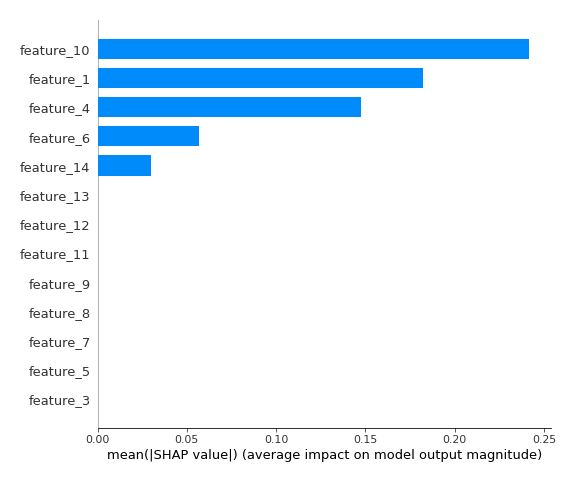 feature_10
feature_1
feature_4
feature_6
feature_14
feature_13
feature_12
feature_11
feature_9
feature_8
feature_7
feature_5
feature_3
0.00 0.05 0.10 0.15 0.20 0.25
mean(|SHAP value|) (average impact on model output magnitude)